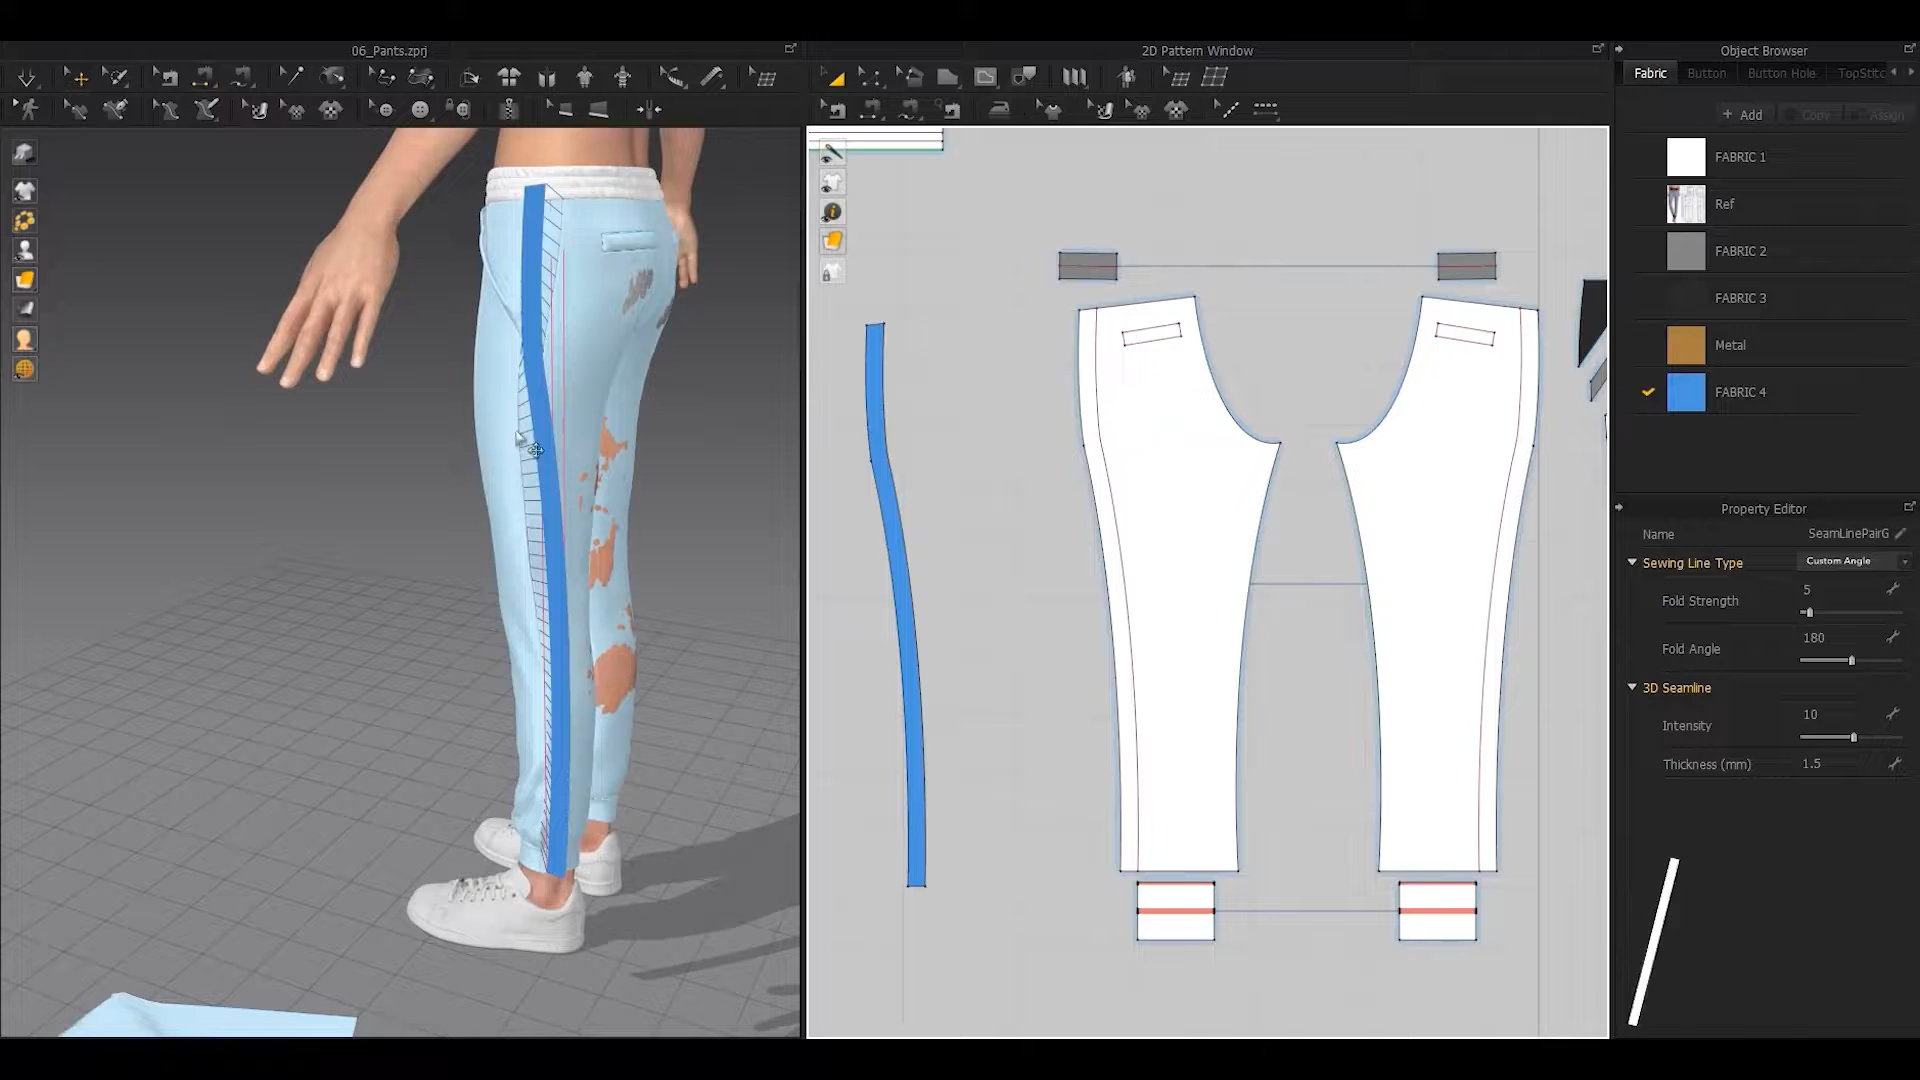 06_Pants.zprj
2D Pattern Window
Object Browser
Fabric
Button
Button Hole
TopStitc
+ Add
Copy
Assign
FABRIC 1
Ref
FABRIC 2
FABRIC 3
Metal
FABRIC 4
Property Editor
Name
SeamLinePairG
Sewing Line Type
Custom Angle
Fold Strength
5
Fold Angle
180
3D Seamline
Intensity
10
Thickness (mm)
1.5